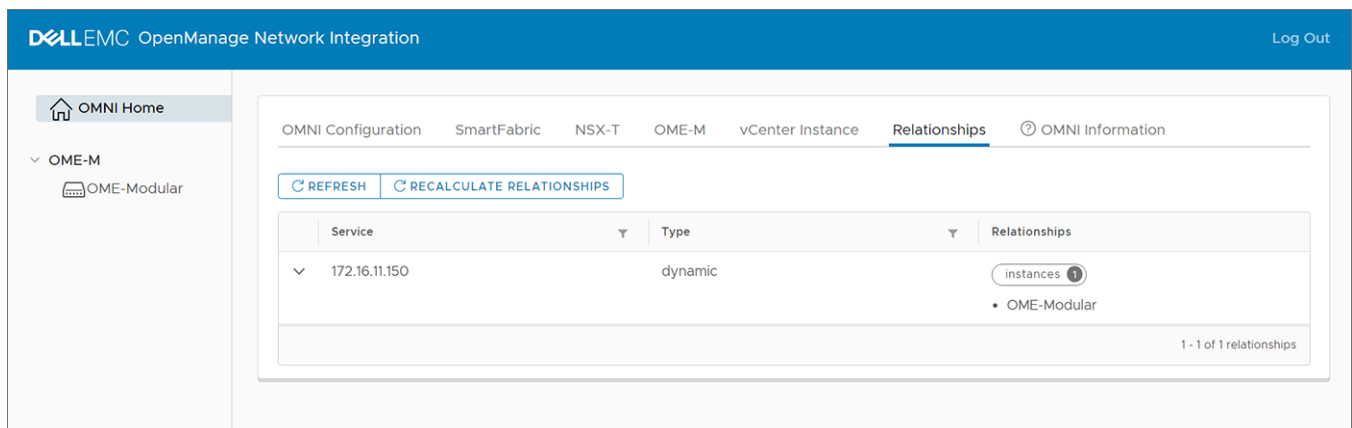 DELLEMC OpenManage Network Integration
Log Out
OMNI Home
OME-M
OME-Modular
OMNI Configuration
SmartFabric
NSX-T
OME-M
vCenter Instance
Relationships
? OMNI Information
REFRESH
RECALCULATE RELATIONSHIPS
Service
Type
Relationships
172.16.11.150
dynamic
instances 1
• OME-Modular
1 - 1 of 1 relationships